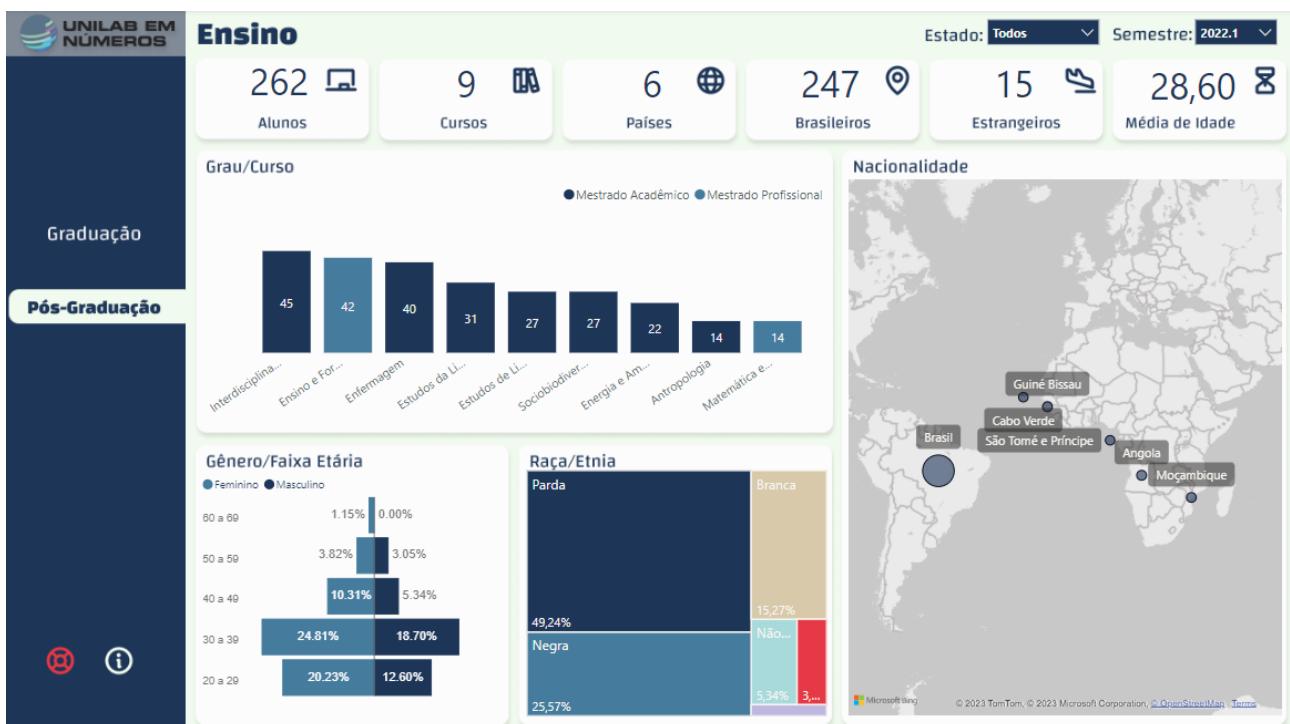 UNILAB EM
NÚMEROS
Ensino
Estado: Todos
Semestre: 2022.1
262
Alunos
9
Cursos
6
Países
247
Brasileiros
15
Estrangeiros
28,60
Média de Idade
Graduação
Pós-Graduação
Grau/Curso
Mestrado Acadêmico Mestrado Profissional
45
42
40
31
27
27
22
14
14
Interdisciplina...
Ensino e For...
Enfermagem
Estudos da Li...
Estudos de Li...
Sociobiodiver...
Energia e Am...
Antropologia
Matemática e...
Gênero/Faixa Etária
Feminino Masculino
60 a 69 1.15% 0.00%
50 a 59 3.82% 3.05%
40 a 49 10.31% 5.34%
30 a 39 24.81% 18.70%
20 a 29 20.23% 12.60%
Raça/Etnia
Parda
49,24%
Negra
25,57%
Branca
15,27%
Não...
5,34%
3,...
Nacionalidade
Guiné Bissau
Cabo Verde
Brasil
São Tomé e Príncipe
Angola
Moçambique
Microsoft Bing
© 2023 TomTom, © 2023 Microsoft Corporation, © OpenStreetMap Terms